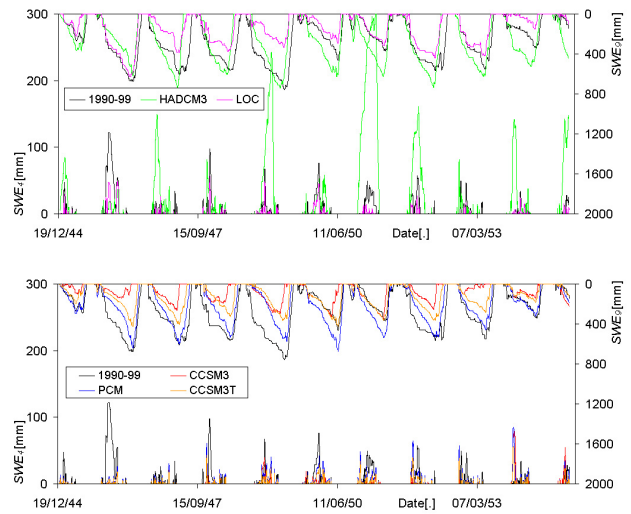 300 0
400
200 800
1990-99 HADCM3 LOC
100 1200
1600
0 2000
SWE4[mm]
SWE9[mm]
19/12/44 15/09/47 11/06/50 Date[.] 07/03/53
300 0
400
200 800
1990-99 CCSM3
PCM CCSM3T
100 1200
1600
0 2000
SWE4[mm]
SWE9[mm]
19/12/44 15/09/47 11/06/50 Date[.] 07/03/53